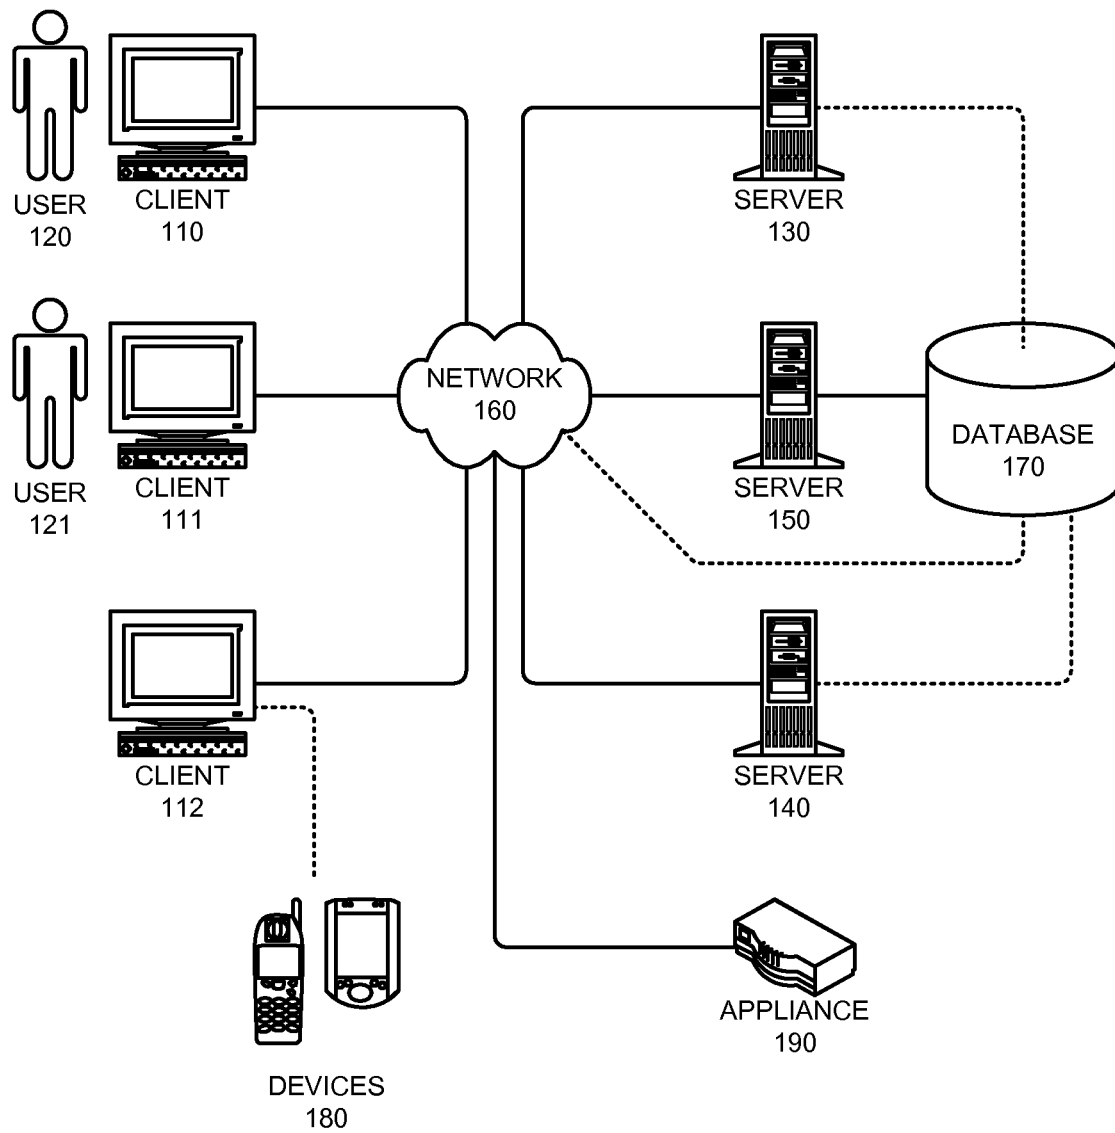 USER
120
CLIENT
110
SERVER
130
NETWORK
160
DATABASE
170
USER
121
CLIENT
111
SERVER
150
CLIENT
112
SERVER
140
APPLIANCE
190
DEVICES
180